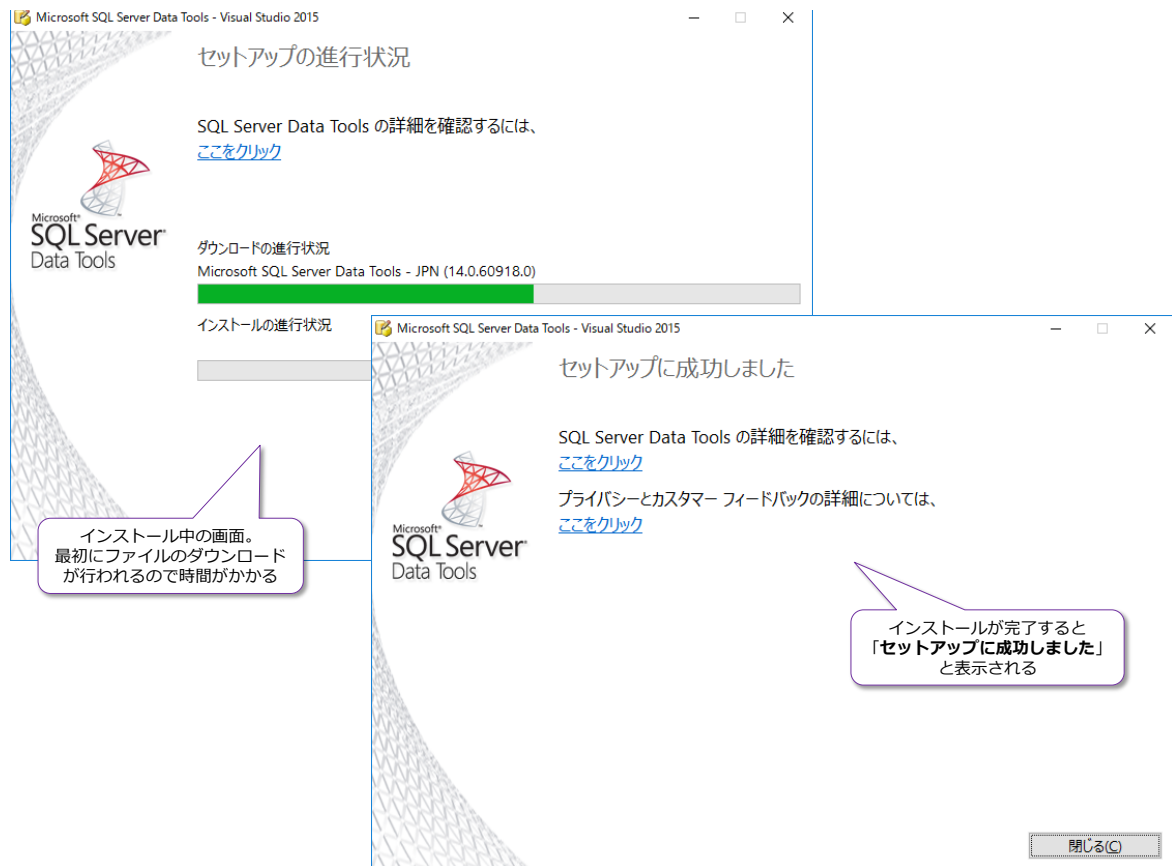 Microsoft SQL Server Data Tools - Visual Studio 2015
セットアップの進行状況
SQL Server Data Tools の詳細を確認するには、
ここをクリック
Microsoft®
SQL Server®
Data Tools
ダウンロードの進行状況
Microsoft SQL Server Data Tools - JPN (14.0.60918.0)
インストールの進行状況
インストール中の画面。
最初にファイルのダウンロード
が行われるので時間がかかる
Microsoft SQL Server Data Tools - Visual Studio 2015
セットアップに成功しました
SQL Server Data Tools の詳細を確認するには、
ここをクリック
プライバシーとカスタマー フィードバックの詳細については、
ここをクリック
Microsoft®
SQL Server®
Data Tools
インストールが完了すると
「セットアップに成功しました」
と表示される
閉じる(C)